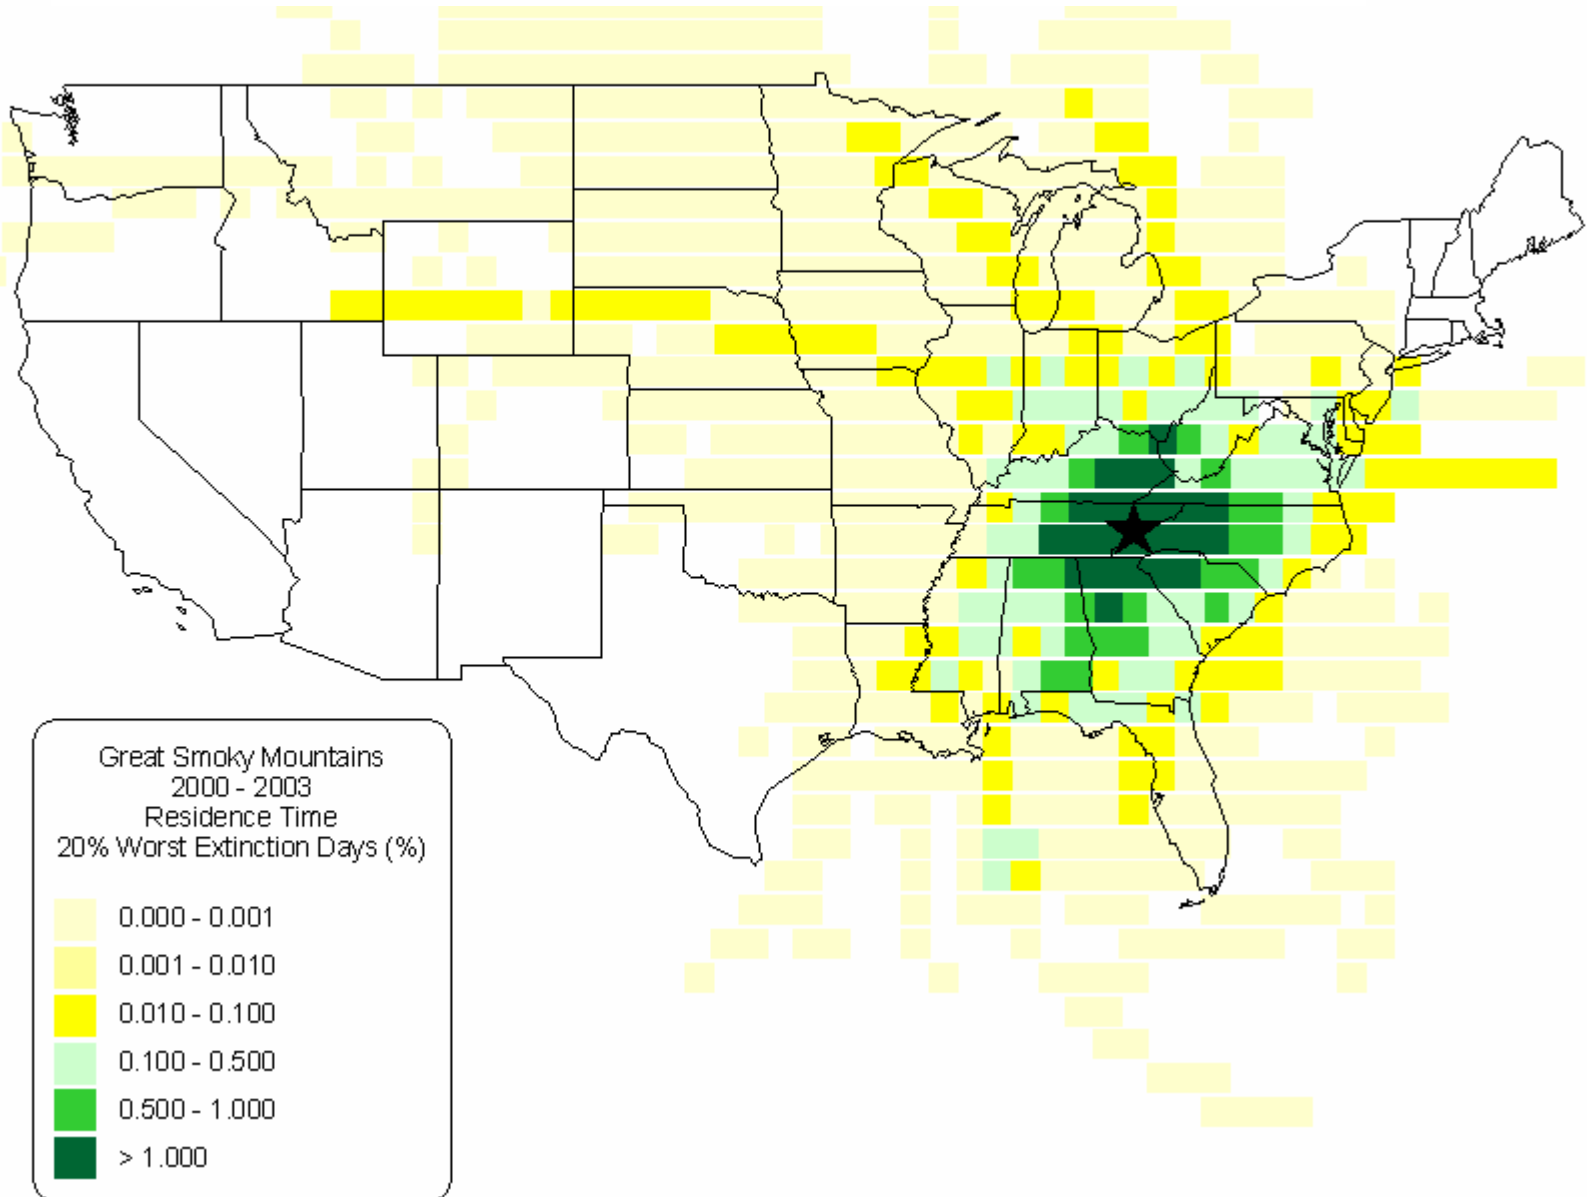 Great Smoky Mountains
2000 - 2003
Residence Time
20% Worst Extinction Days (%)
0.000 - 0.001
0.001 - 0.010
0.010 - 0.100
0.100 - 0.500
0.500 - 1.000
> 1.000